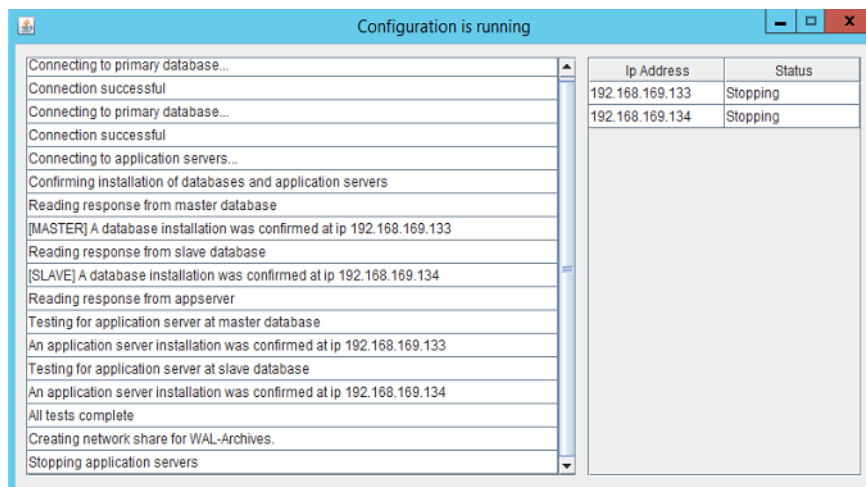 Configuration is running
Connecting to primary database...
Connection successful
Connecting to primary database...
Connection successful
Connecting to application servers...
Confirming installation of databases and application servers
Reading response from master database
[MASTER] A database installation was confirmed at ip 192.168.169.133
Reading response from slave database
[SLAVE] A database installation was confirmed at ip 192.168.169.134
Reading response from appserver
Testing for application server at master database
An application server installation was confirmed at ip 192.168.169.133
Testing for application server at slave database
An application server installation was confirmed at ip 192.168.169.134
All tests complete
Creating network share for WAL-Archives.
Stopping application servers
Ip Address Status
192.168.169.133 Stopping
192.168.169.134 Stopping